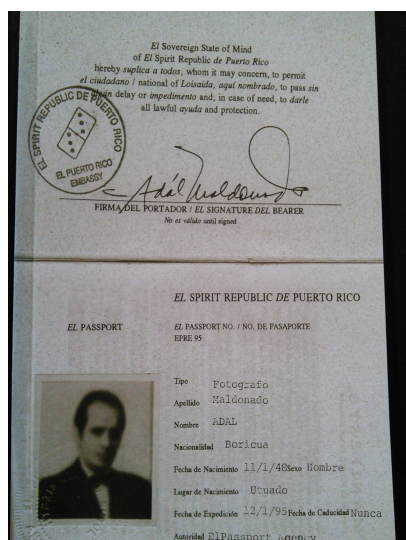 El Sovereign State of Mind
of El Spirit Republic de Puerto Rico
hereby suplica a todos, whom it may concern, to permit
el ciudadano / national of Loisaida, aquí nombrado, to pass sin
delay or impedimento and, in case of need, to darle
all lawful ayuda and protection.
EL SPIRIT REPUBLIC DE PUERTO RICO
EL PUERTO RICO
EMBASSY
Adál Maldonado
FIRMA DEL PORTADOR / EL SIGNATURE DEL BEARER
No es válido until signed
EL SPIRIT REPUBLIC DE PUERTO RICO
EL PASSPORT
EL PASSPORT NO. / NO. DE PASAPORTE
EPRE 95
Tipo Fotografo
Apellido Maldonado
Nombre ADAL
Nacionalidad Boricua
Fecha de Nacimiento 11/1/48 Sexo Hombre
Lugar de Nacimiento Utuado
Fecha de Expedición 12/1/95 Fecha de Caducidad Nunca
Autoridad ElPassport Agency